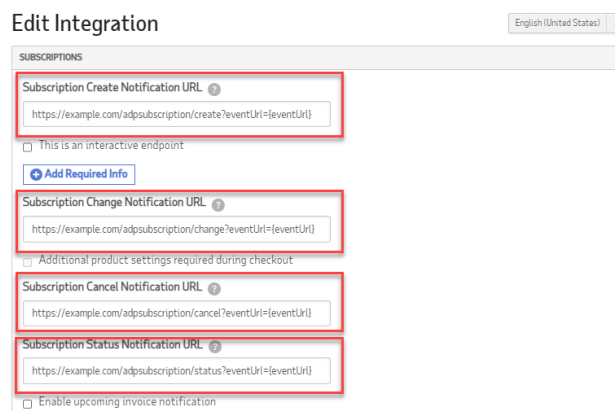 Edit Integration
English (United States)
SUBSCRIPTIONS
Subscription Create Notification URL ?
https://example.com/adpsubscription/create?eventUrl={eventUrl}
This is an interactive endpoint
Add Required Info
Subscription Change Notification URL ?
https://example.com/adpsubscription/change?eventUrl={eventUrl}
Additional product settings required during checkout
Subscription Cancel Notification URL ?
https://example.com/adpsubscription/cancel?eventUrl={eventUrl}
Subscription Status Notification URL ?
https://example.com/adpsubscription/status?eventUrl={eventUrl}
Enable upcoming invoice notification